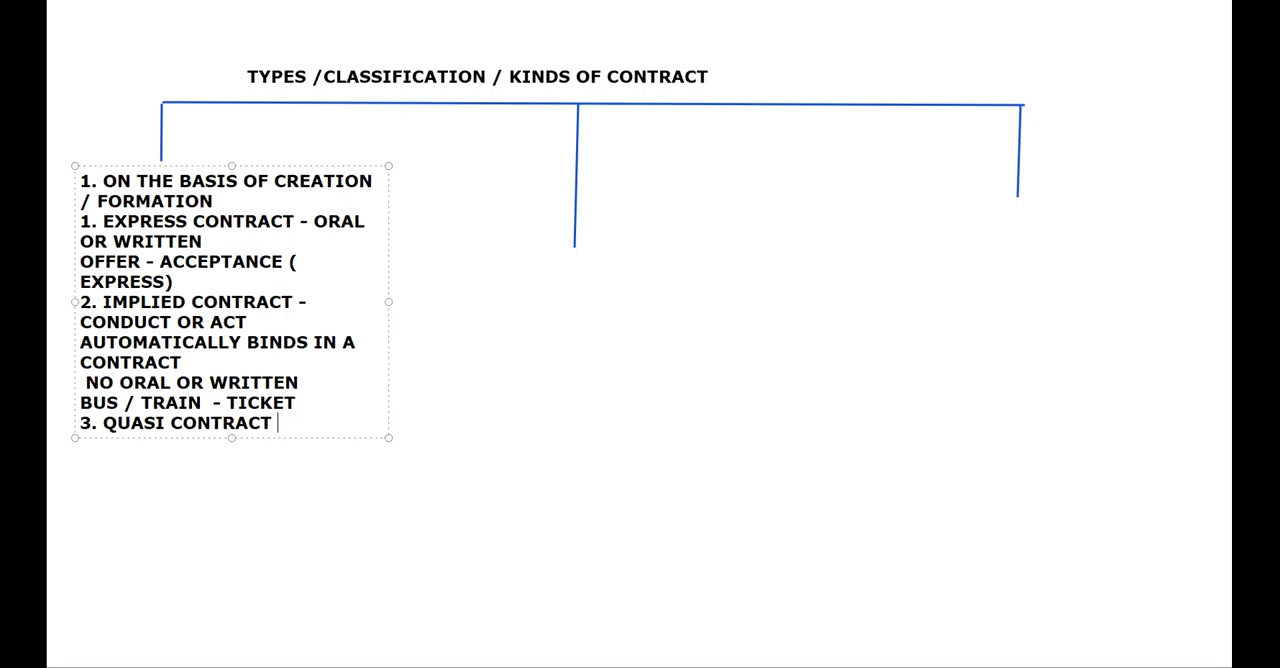 TYPES /CLASSIFICATION / KINDS OF CONTRACT
1. ON THE BASIS OF CREATION
/ FORMATION
1. EXPRESS CONTRACT - ORAL
OR WRITTEN
OFFER - ACCEPTANCE (
EXPRESS)
2. IMPLIED CONTRACT -
CONDUCT OR ACT
AUTOMATICALLY BINDS IN A
CONTRACT
NO ORAL OR WRITTEN
BUS / TRAIN - TICKET
3. QUASI CONTRACT